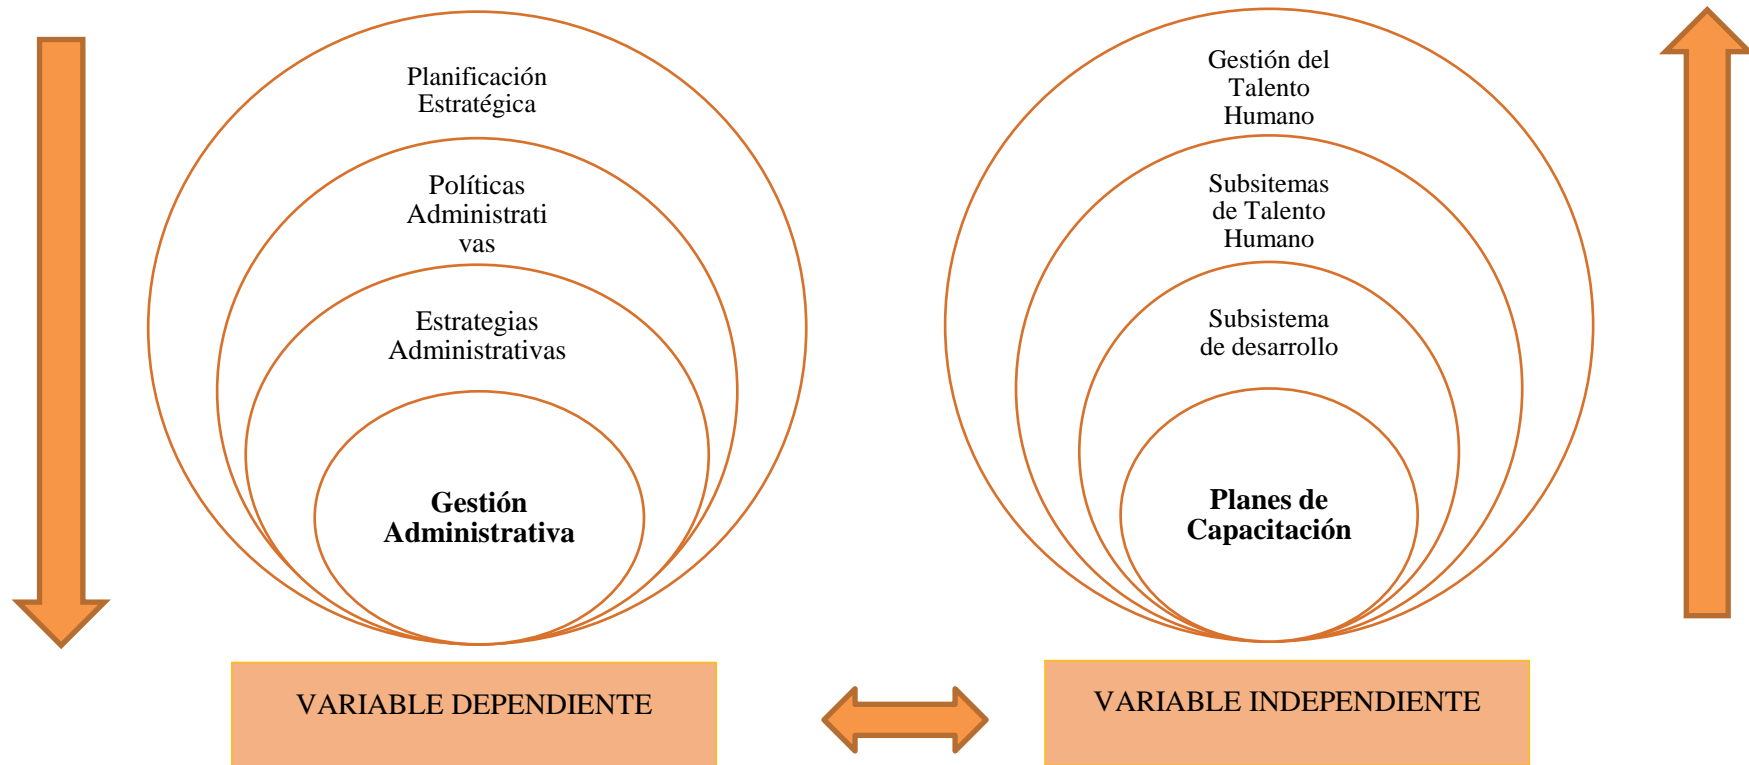 Planificación
Estratégica
Políticas
Administrati
vas
Estrategias
Administrativas
Gestión
Administrativa
VARIABLE DEPENDIENTE
Gestión del
Talento
Humano
Subsitemas
de Talento
Humano
Subsistema
de desarrollo
Planes de
Capacitación
VARIABLE INDEPENDIENTE